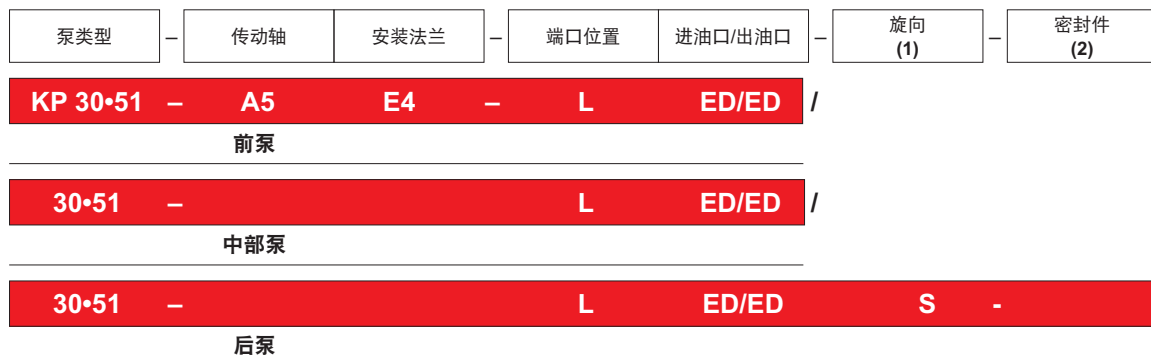 泵类型 – 传动轴 安装法兰 – 端口位置 进油口/出油口 – 旋向 (1) – 密封件 (2)
KP 30•51 – A5 E4 – L ED/ED /
前泵
30•51 – L ED/ED /
中部泵
30•51 – L ED/ED S -
后泵